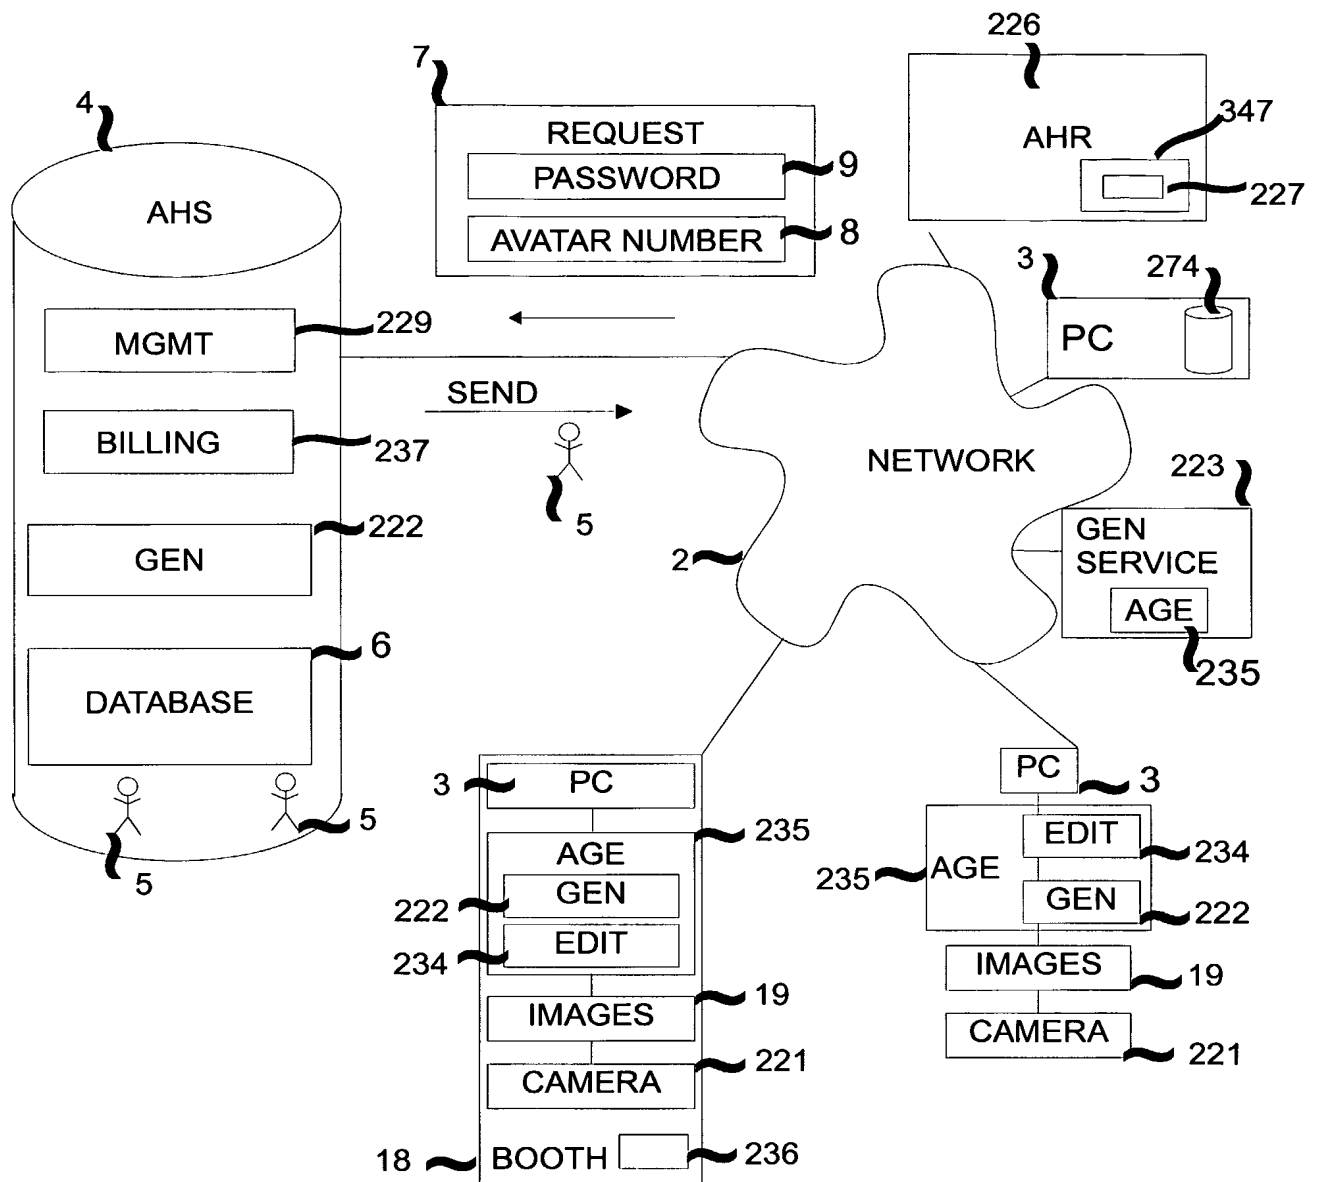 226
7
4
347
REQUEST
AHR
PASSWORD
9
227
AHS
AVATAR NUMBER
8
3
274
229
MGMT
PC
SEND
BILLING
237
NETWORK
223
5
222
GEN
SERVICE
GEN
2
AGE
6
235
DATABASE
3
PC
PC
3
5
235
EDIT
AGE
234
5
235
AGE
GEN
222
GEN
222
EDIT
234
IMAGES
19
19
IMAGES
CAMERA
221
221
CAMERA
18
BOOTH
236